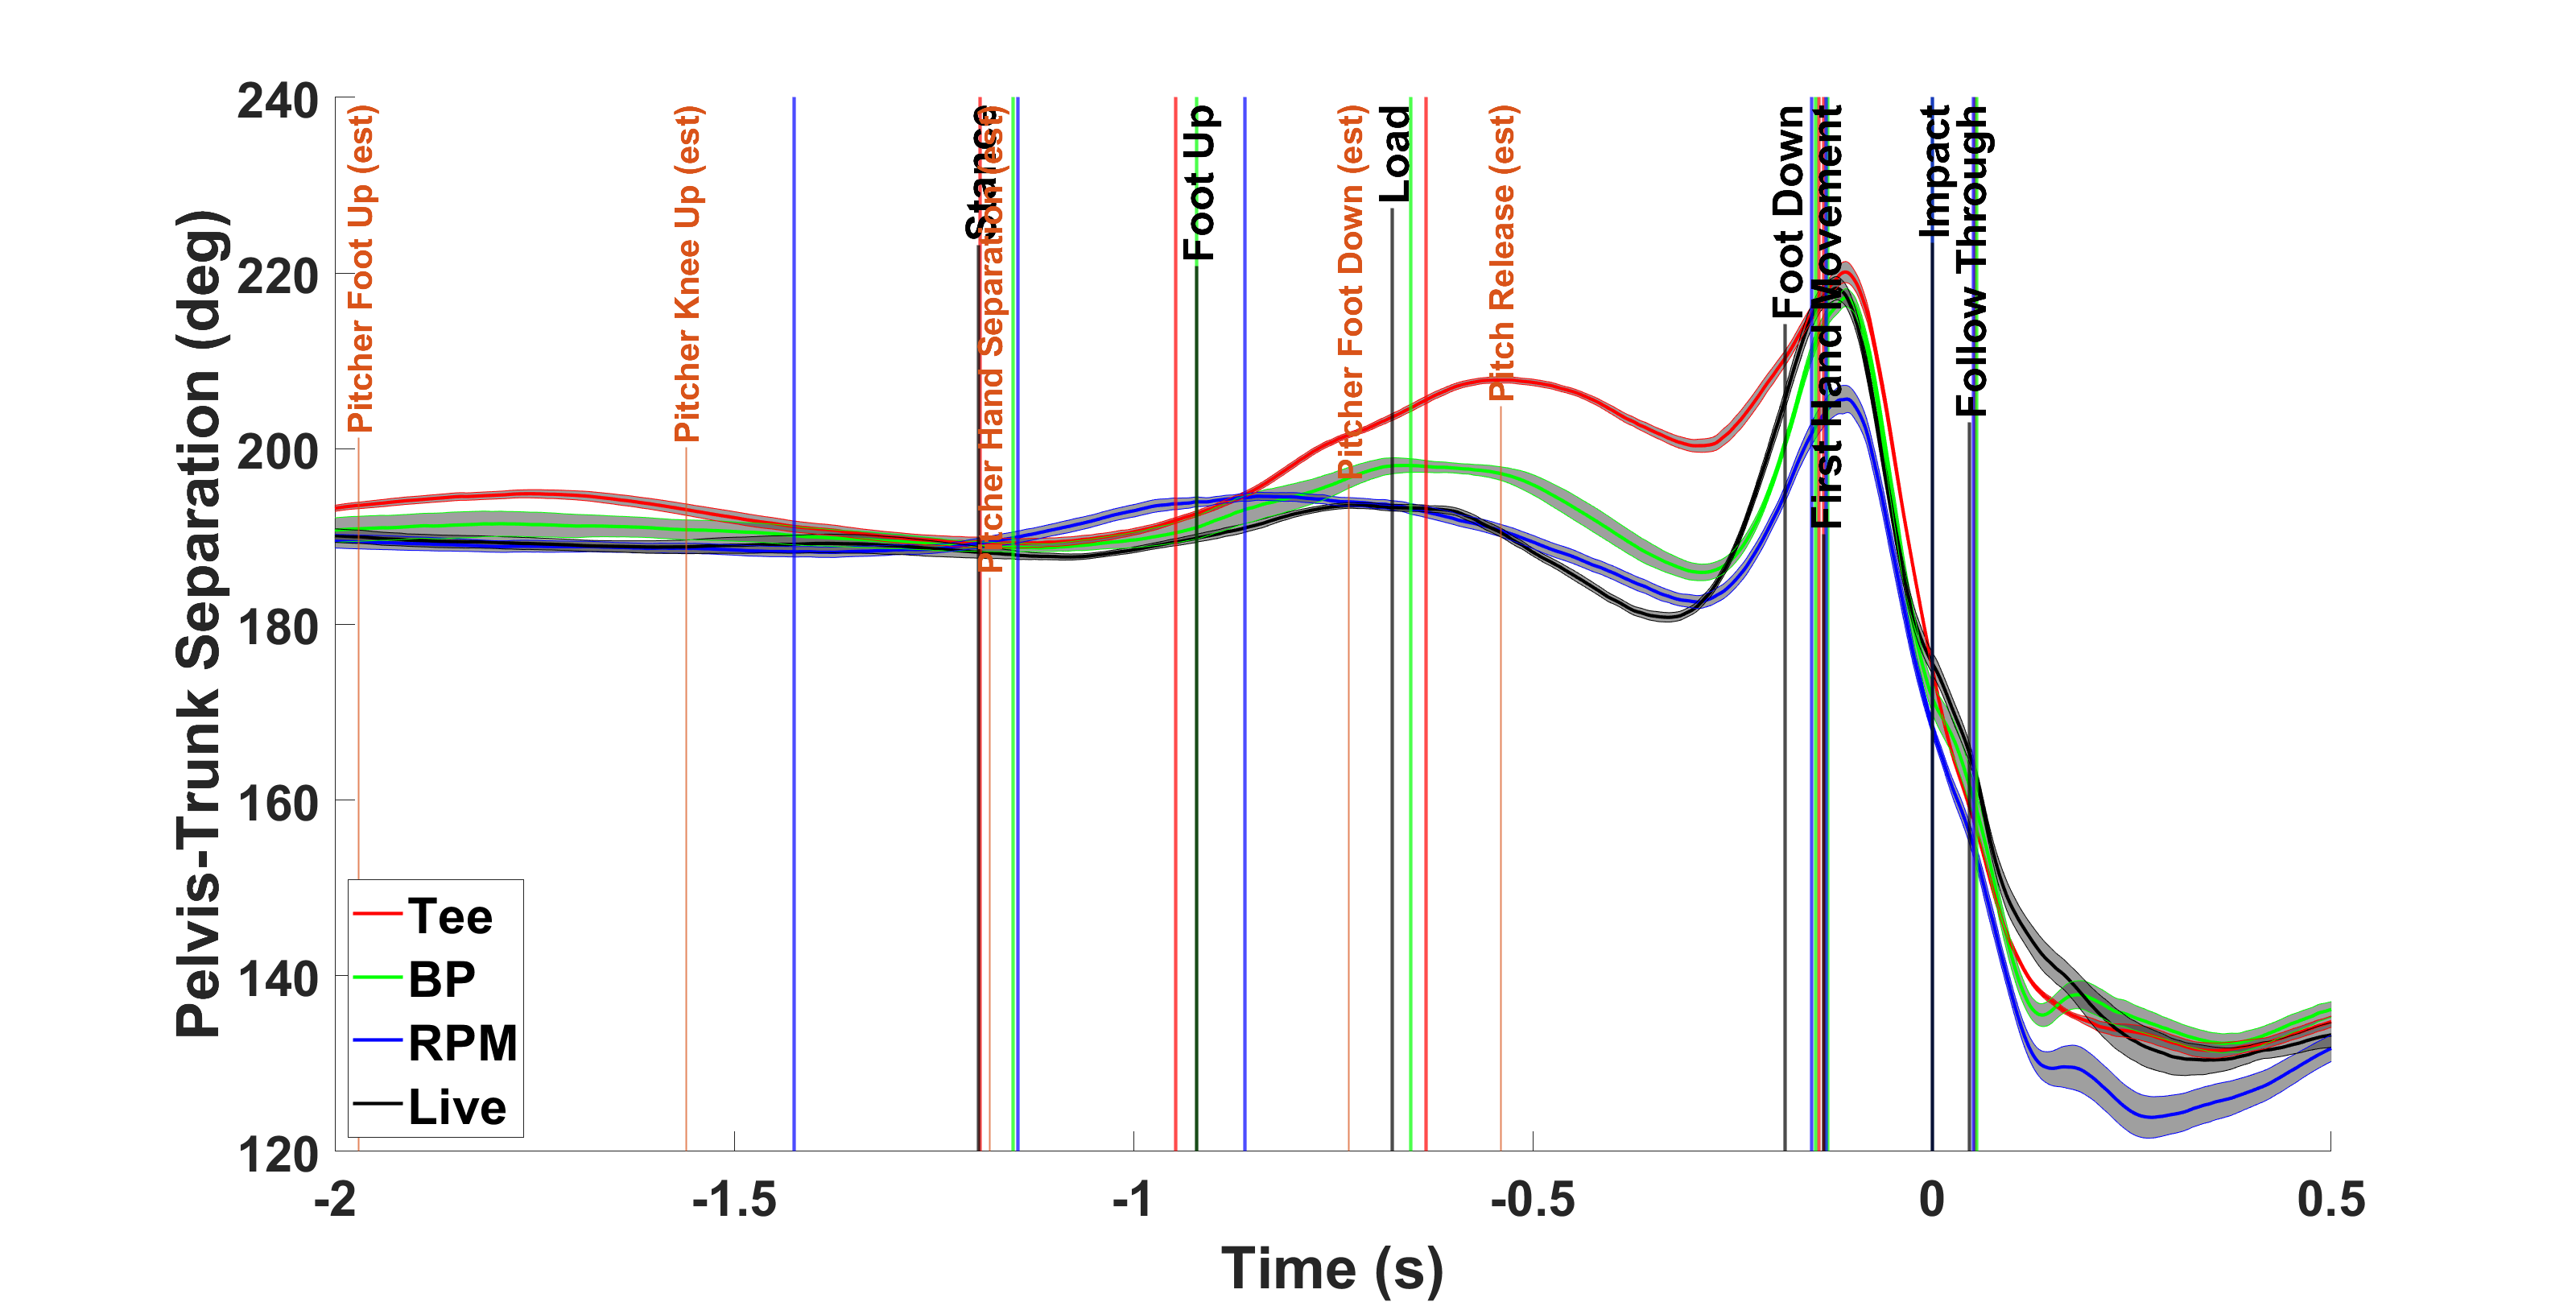 240
220
200
180
160
140
120
Pelvis-Trunk Separation (deg)
Pitcher Foot Up (est)
Pitcher Knee Up (est)
Stance
Pitcher Hand Separation (est)
Foot Up
Pitcher Foot Down (est)
Load
Pitch Release (est)
Foot Down
First Hand Movement
Impact
Follow Through
Tee
BP
RPM
Live
-2
-1.5
-1
-0.5
0
0.5
Time (s)